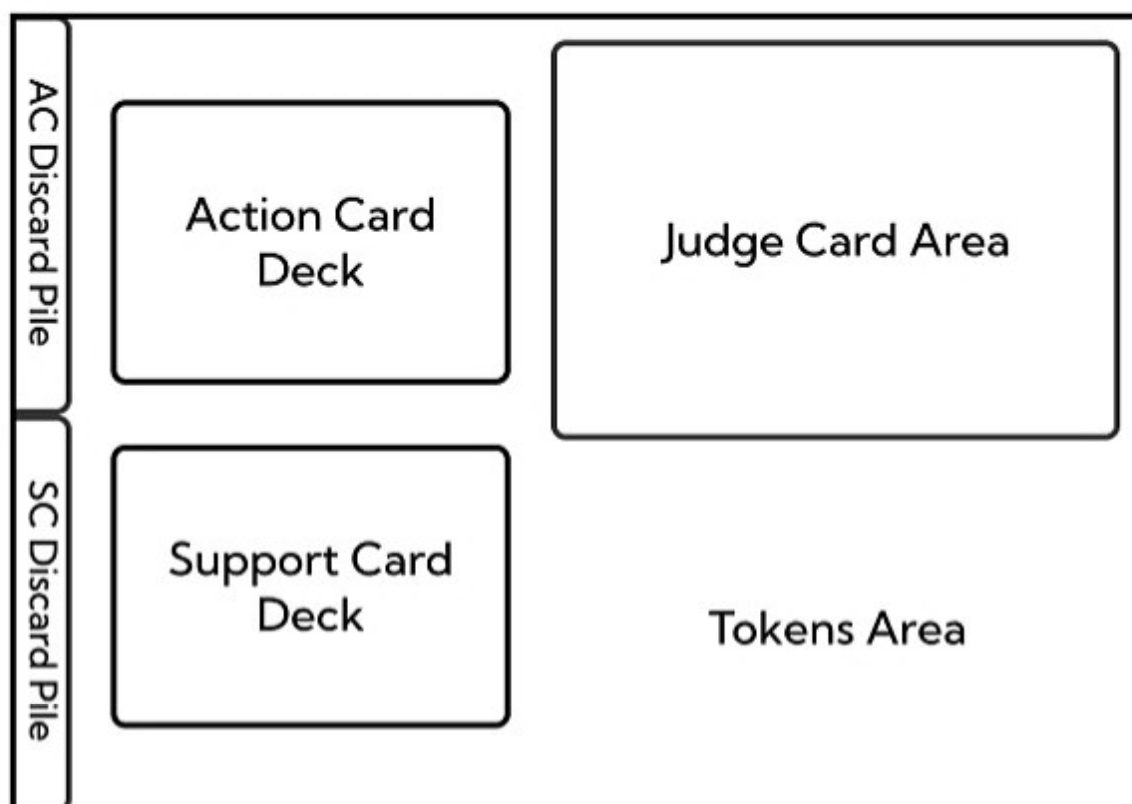 AC Discard Pile
Action Card
Deck
Judge Card Area
SC Discard Pile
Support Card
Deck
Tokens Area